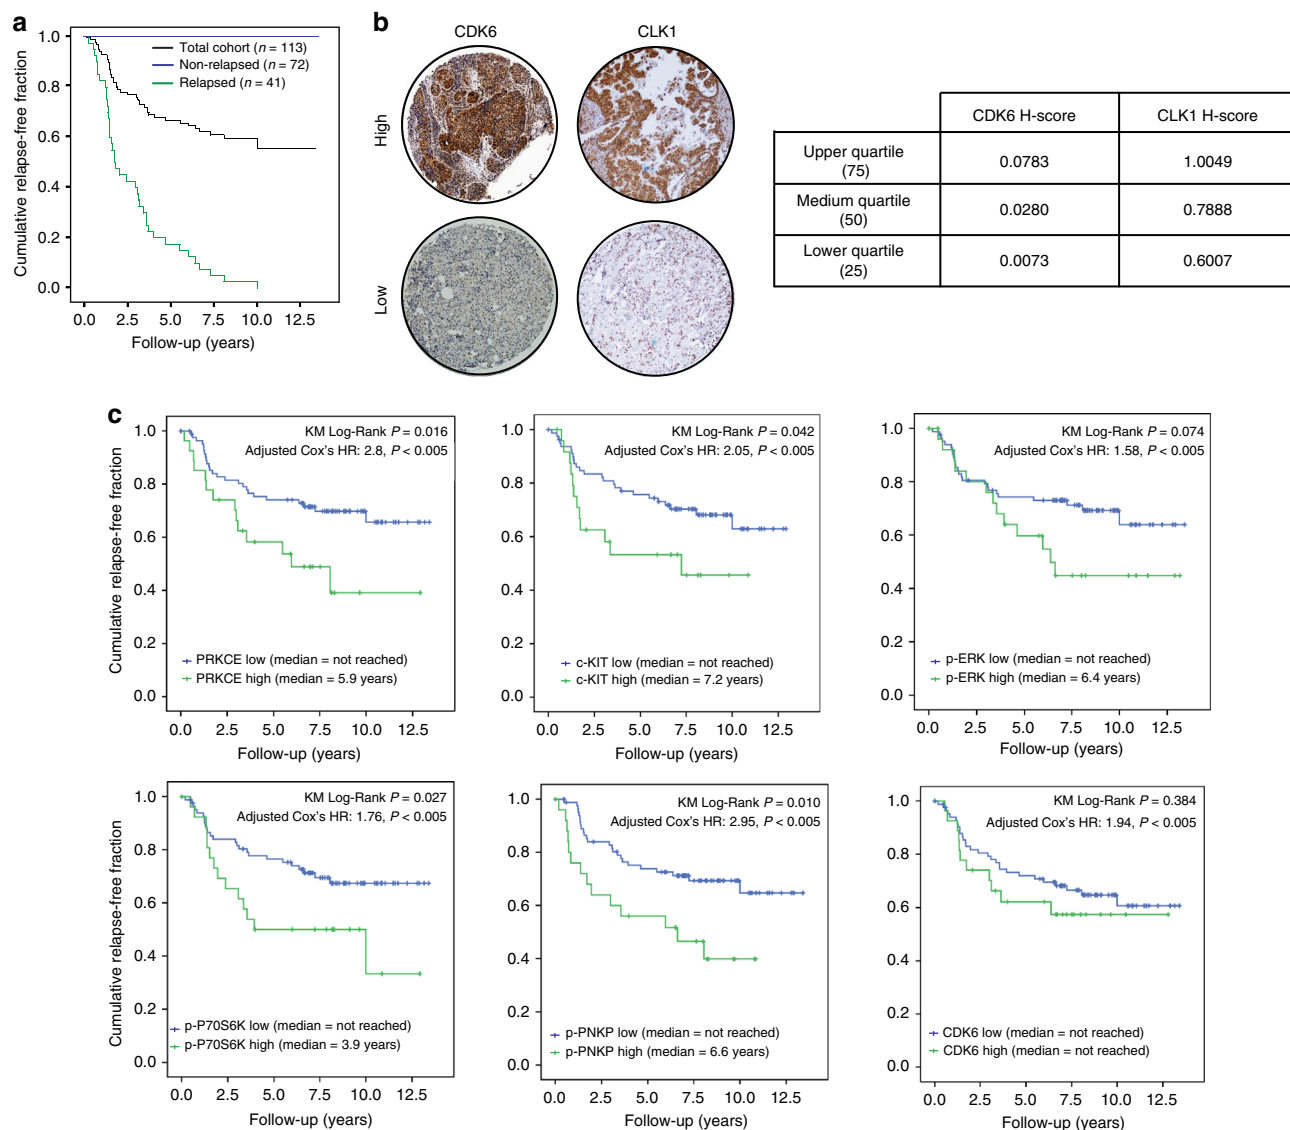 a
Total cohort (n = 113)
Non-relapsed (n = 72)
Relapsed (n = 41)
Cumulative relapse-free fraction
1.0
0.8
0.6
0.4
0.2
0.0
0.0 2.5 5.0 7.5 10.0 12.5
Follow-up (years)
b
CDK6 CLK1
High
Low
CDK6 H-score CLK1 H-score
Upper quartile
(75)
0.0783 1.0049
Medium quartile
(50)
0.0280 0.7888
Lower quartile
(25)
0.0073 0.6007
c
KM Log-Rank P = 0.016
Adjusted Cox's HR: 2.8, P < 0.005
Cumulative relapse-free fraction
1.0
0.8
0.6
0.4
0.2
0.0
PRKCE low (median = not reached)
PRKCE high (median = 5.9 years)
0.0 2.5 5.0 7.5 10.0 12.5
Follow-up (years)
KM Log-Rank P = 0.042
Adjusted Cox's HR: 2.05, P < 0.005
1.0
0.8
0.6
0.4
0.2
0.0
c-KIT low (median = not reached)
c-KIT high (median = 7.2 years)
0.0 2.5 5.0 7.5 10.0 12.5
Follow-up (years)
KM Log-Rank P = 0.074
Adjusted Cox's HR: 1.58, P < 0.005
1.0
0.8
0.6
0.4
0.2
0.0
p-ERK low (median = not reached)
p-ERK high (median = 6.4 years)
0.0 2.5 5.0 7.5 10.0 12.5
Follow-up (years)
KM Log-Rank P = 0.027
Adjusted Cox's HR: 1.76, P < 0.005
Cumulative relapse-free fraction
1.0
0.8
0.6
0.4
0.2
0.0
p-P70S6K low (median = not reached)
p-P70S6K high (median = 3.9 years)
0.0 2.5 5.0 7.5 10.0 12.5
Follow-up (years)
KM Log-Rank P = 0.010
Adjusted Cox's HR: 2.95, P < 0.005
1.0
0.8
0.6
0.4
0.2
0.0
p-PNKP low (median = not reached)
p-PNKP high (median = 6.6 years)
0.0 2.5 5.0 7.5 10.0 12.5
Follow-up (years)
KM Log-Rank P = 0.384
Adjusted Cox's HR: 1.94, P < 0.005
1.0
0.8
0.6
0.4
0.2
0.0
CDK6 low (median = not reached)
CDK6 high (median = not reached)
0.0 2.5 5.0 7.5 10.0 12.5
Follow-up (years)